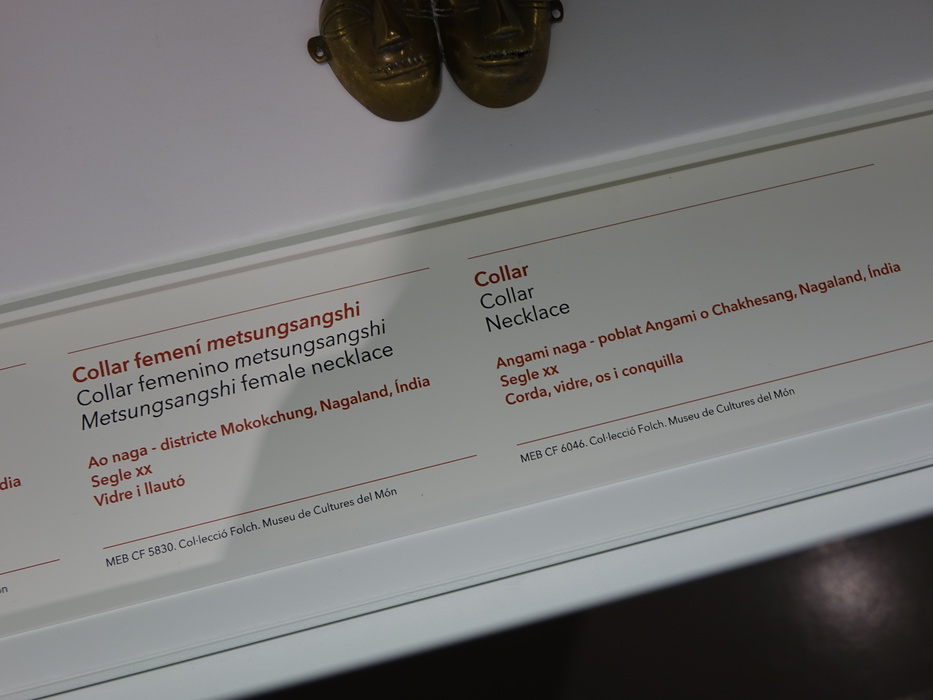 dia
ón
Collar femení metsungsangshi
Collar femenino metsungsangshi
Metsungsangshi female necklace
Ao naga - districte Mokokchung, Nagaland, Índia
Segle XX
Vidre i llautó
MEB CF 5830. Col·lecció Folch. Museu de Cultures del Món
Collar
Collar
Necklace
Angami naga - poblat Angami o Chakhesang, Nagaland, Índia
Segle XX
Corda, vidre, os i conquilla
MEB CF 6046. Col·lecció Folch. Museu de Cultures del Món